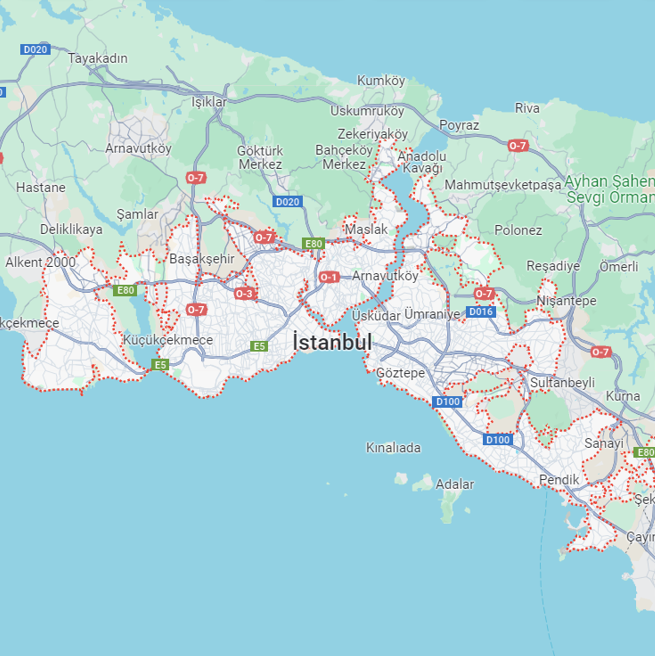 D020
Tayakadın
Kumköy
Işıklar
Uskumruköy
Riva
Poyraz
Zekeriyaköy
Arnavutköy
Göktürk
Merkez
Bahçeköy
Merkez
O-7
Anadolu
Kavağı
O-7
Hastane
Mahmutşevketpaşa
Ayhan Şahen
Sevgi Orman
D020
Şamlar
Deliklikaya
Maslak
Polonez
O-7
E80
Alkent 2000
Başakşehir
Reşadiye
Ömerli
O-1
Arnavutköy
E80
O-3
O-7
Nişantepe
O-7
D016
Üsküdar
Ümraniye
kçekmece
Küçükçekmece
İstanbul
E5
O-7
E5
Göztepe
Sultanbeyli
Kurna
D100
D100
Sanayi
Kınalıada
E80
Adalar
Pendik
Şek
Çayır